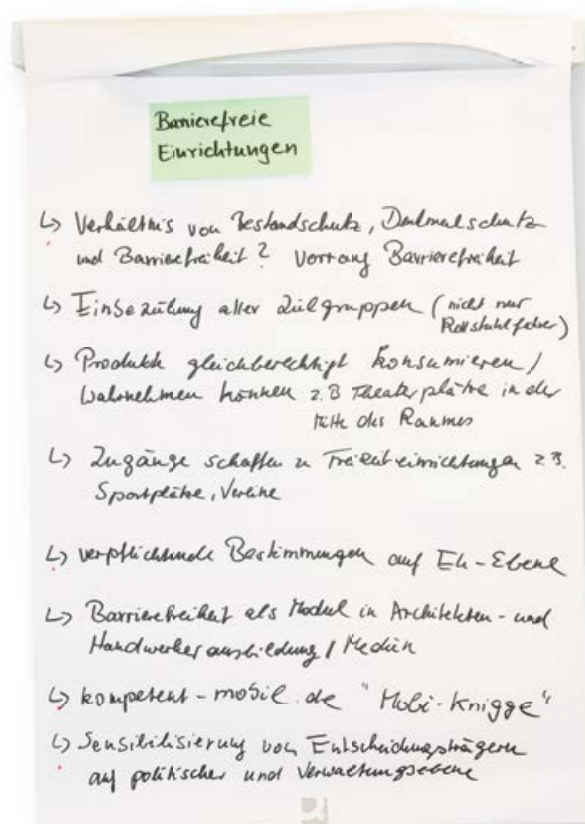 Barrierefreie
Einrichtungen
↳ Verhältnis von Bestandschutz, Denkmalschutz
und Barrierefreiheit? Vorrang Barrierefreiheit
↳ Einbeziehung aller Zielgruppen (nicht nur
Rollstuhlfahrer)
↳ Produkte gleichberechtigt konsumieren /
wahrnehmen können z.B Theaterplätze in der
Mitte des Raumes
↳ Zugänge schaffen zu Freizeiteinrichtungen z.B.
Sportplätze, Vereine
↳ verpflichtende Bestimmungen auf EU-Ebene
↳ Barrierefreiheit als Modul in Architekten- und
Handwerkerausbildung / Medien
↳ kompetent-mobil.de "Mobi-Knigge"
↳ Sensibilisierung von Entscheidungsträgern
auf politischer und Verwaltungsebene